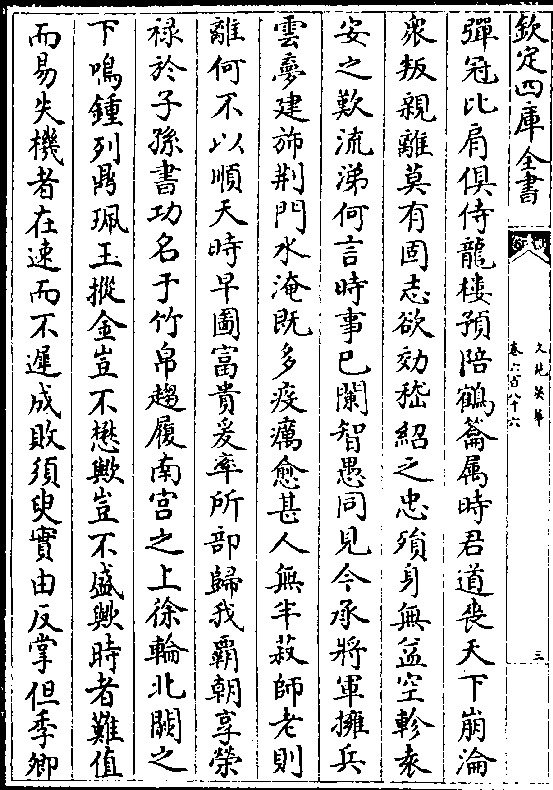 欽定四庫全書
文苑英華
卷六百八十六
三
彈冠比肩俱侍龍樓預陪鶴籥属時君道丧天下崩淪
衆叛親離莫有固志欲効嵇紹之忠殞身無益空軫袁
安之歎流涕何言時事已闌智愚同見今承將軍擁兵
雲夢建斾荆門水淹既多疫癘愈甚人無半菽師老則
離何不以順天時早圖富貴爰率所部歸我霸朝享榮
禄於子孫書功名于竹帛趨履南宫之上徐輪北闕之
下鳴鍾列鼎珮玉摐金豈不懋歟豈不盛歟時者難值
而易失機者在速而不遲成敗須臾實由反掌但季卿